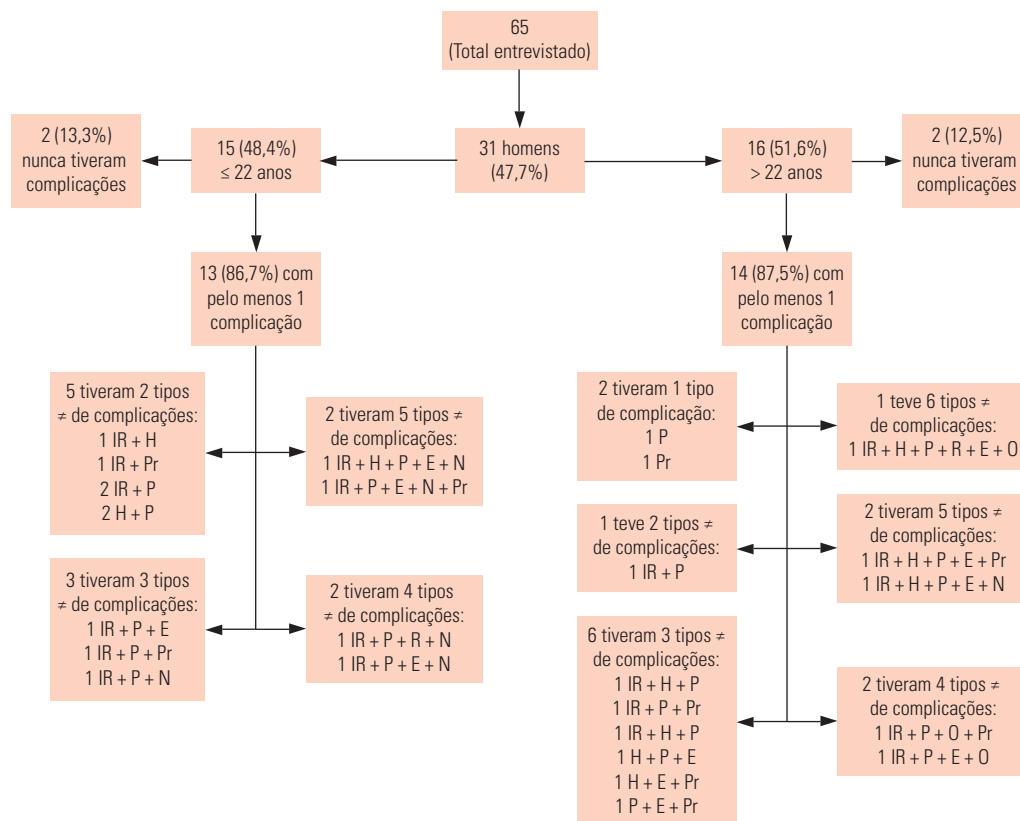 65
(Total entrevistado)
2 (13,3%)
nunca tiveram
complicações
15 (48,4%)
≤ 22 anos
31 homens
(47,7%)
16 (51,6%)
> 22 anos
2 (12,5%)
nunca tiveram
complicações
13 (86,7%) com
pelo menos 1
complicação
14 (87,5%) com
pelo menos 1
complicação
5 tiveram 2 tipos
≠ de complicações:
1 IR + H
1 IR + Pr
2 IR + P
2 H + P
2 tiveram 5 tipos ≠
de complicações:
1 IR + H + P + E + N
1 IR + P + E + N + Pr
3 tiveram 3 tipos
≠ de complicações:
1 IR + P + E
1 IR + P + Pr
1 IR + P + N
2 tiveram 4 tipos
≠ de complicações:
1 IR + P + R + N
1 IR + P + E + N
2 tiveram 1 tipo
de complicação:
1 P
1 Pr
1 teve 6 tipos ≠
de complicações:
1 IR + H + P + R + E + O
1 teve 2 tipos ≠
de complicações:
1 IR + P
2 tiveram 5 tipos ≠
de complicações:
1 IR + H + P + E + Pr
1 IR + H + P + E + N
6 tiveram 3 tipos ≠
de complicações:
1 IR + H + P
1 IR + P + Pr
1 IR + H + P
1 H + P + E
1 H + E + Pr
1 P + E + Pr
2 tiveram 4 tipos ≠
de complicações:
1 IR + P + O + Pr
1 IR + P + E + O